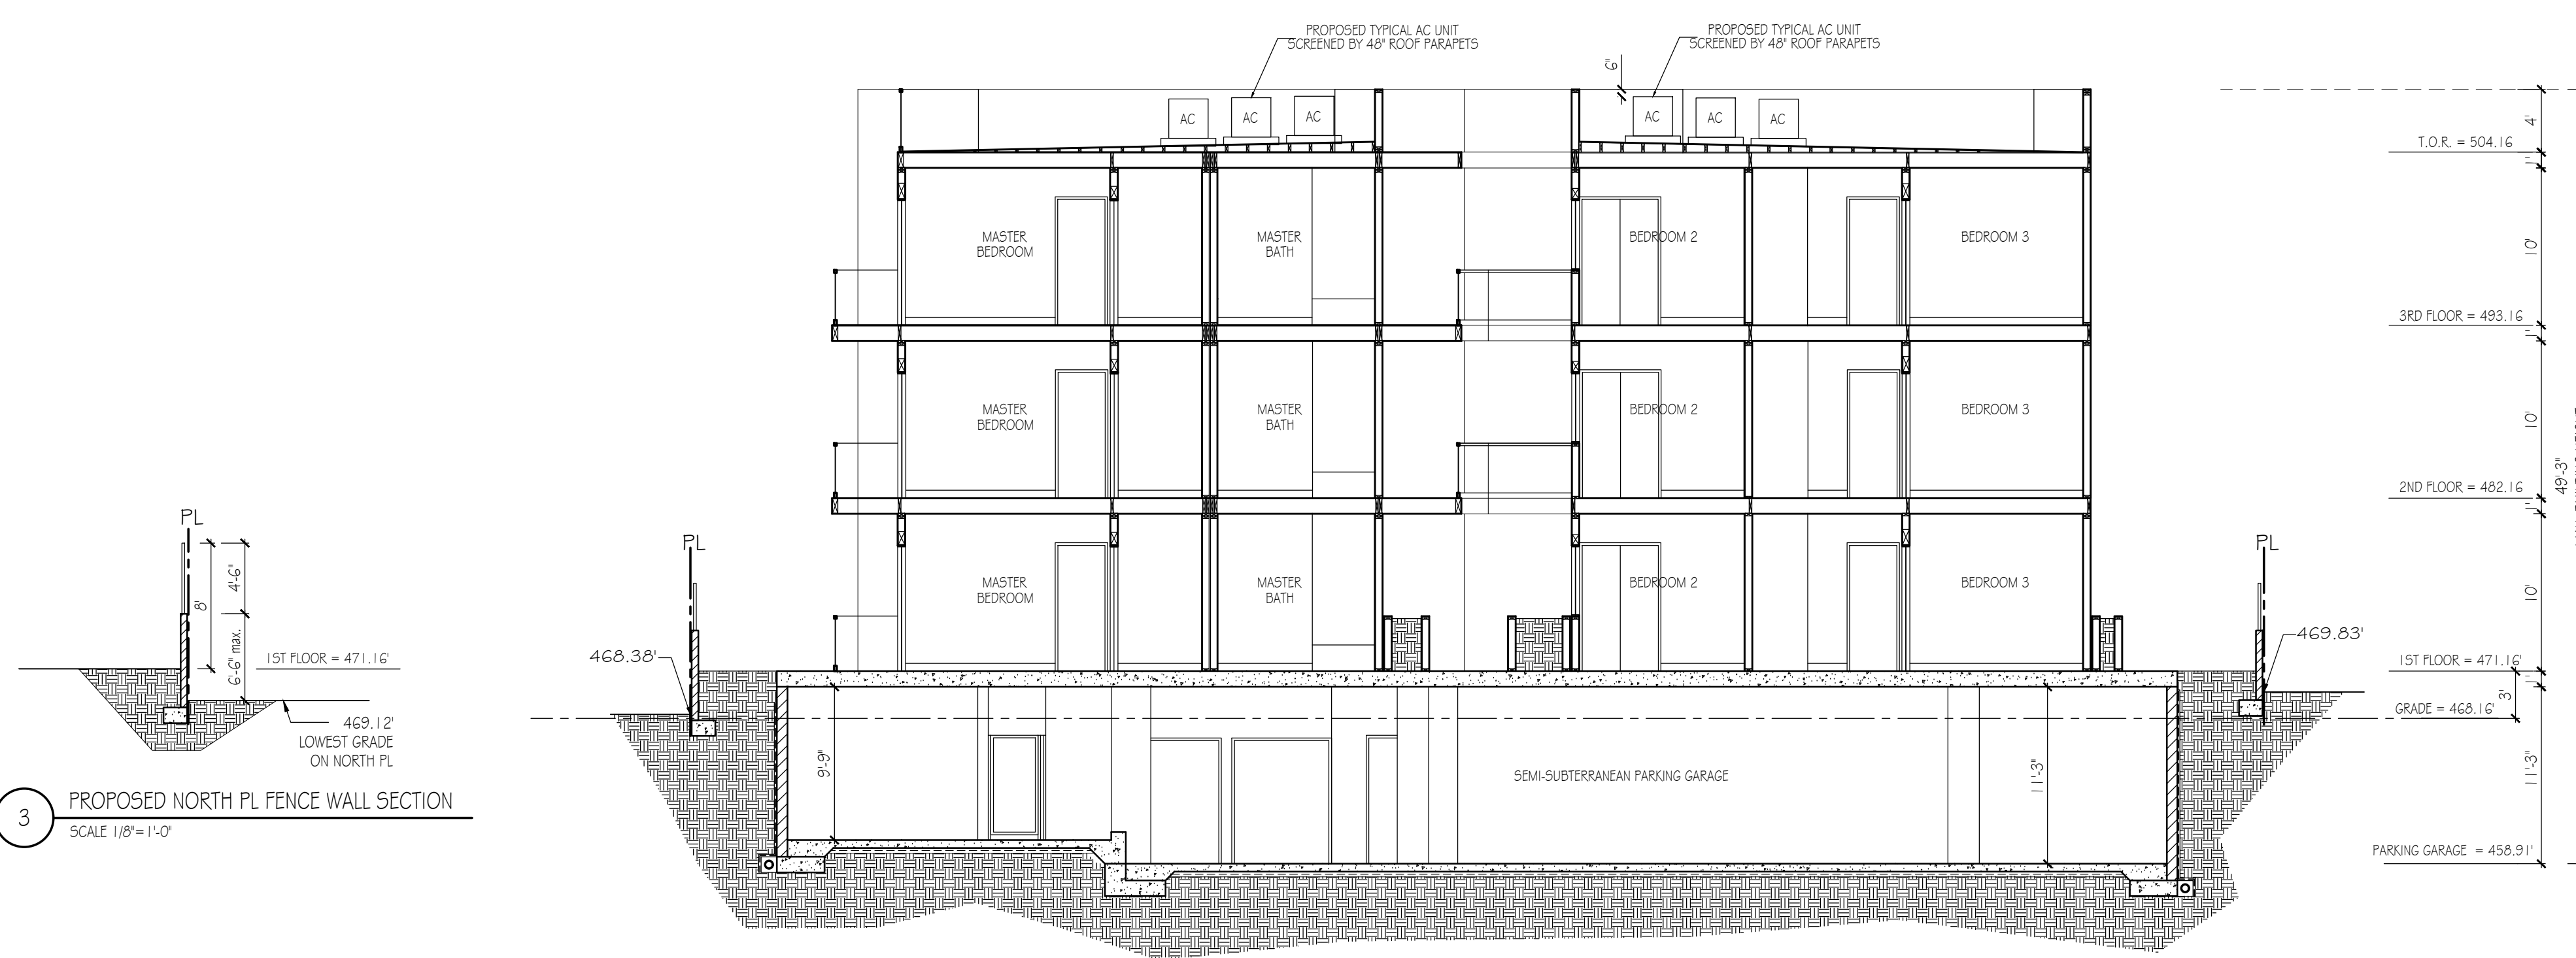 PROPOSED TYPICAL AC UNIT
SCREENED BY 48" ROOF PARAPETS
PROPOSED TYPICAL AC UNIT
SCREENED BY 48" ROOF PARAPETS
6"
AC
AC
AC
AC
AC
AC
4'
T.O.R. = 504.16
1'
MASTER
BEDROOM
MASTER
BATH
BEDROOM 2
BEDROOM 3
10'
3RD FLOOR = 493.16
1'
MASTER
BEDROOM
MASTER
BATH
BEDROOM 2
BEDROOM 3
10'
49'-3"
2ND FLOOR = 482.16
1'
MASTER
BEDROOM
MASTER
BATH
BEDROOM 2
BEDROOM 3
10'
PL
PL
PL
8'
4'-6"
6'-6" max.
1ST FLOOR = 471.16'
468.38'
469.83'
1ST FLOOR = 471.16'
1'
3'
GRADE = 468.16'
469.12'
LOWEST GRADE
ON NORTH PL
9'-9"
SEMI-SUBTERRANEAN PARKING GARAGE
11'-3"
11'-3"
PARKING GARAGE = 458.91'
3
PROPOSED NORTH PL FENCE WALL SECTION
SCALE 1/8"=1'-0"